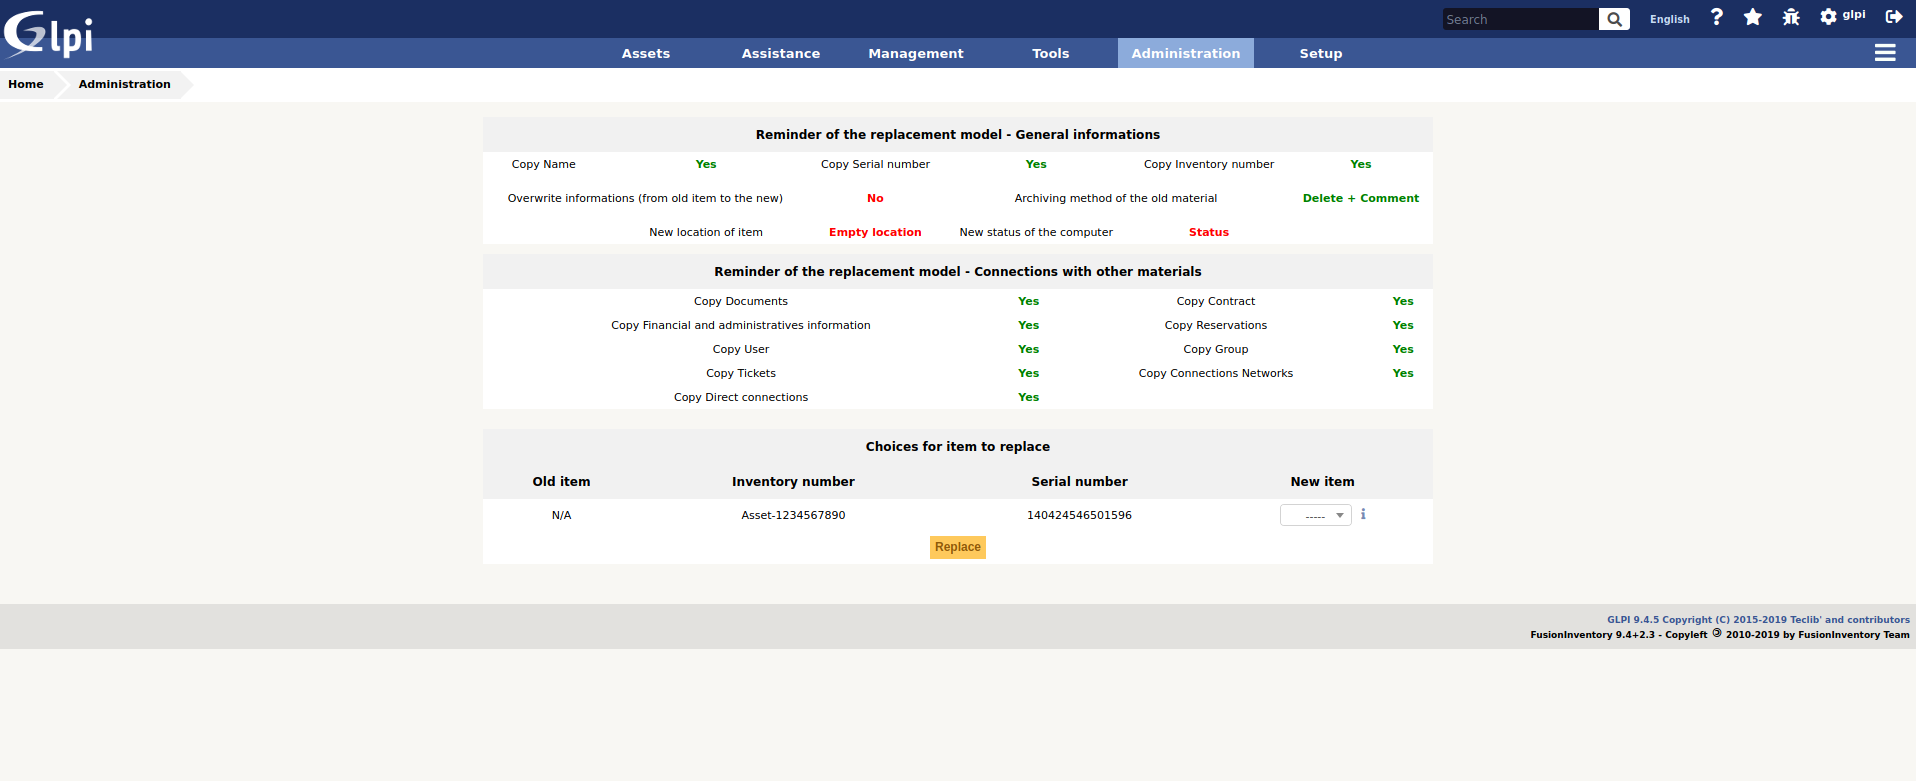 Glpi
Search
English
glpi
Assets Assistance Management Tools Administration Setup
Home Administration
Reminder of the replacement model - General informations
Copy Name Yes Copy Serial number Yes Copy Inventory number Yes
Overwrite informations (from old item to the new) No Archiving method of the old material Delete + Comment
New location of item Empty location New status of the computer Status
Reminder of the replacement model - Connections with other materials
Copy Documents Yes Copy Contract Yes
Copy Financial and administratives information Yes Copy Reservations Yes
Copy User Yes Copy Group Yes
Copy Tickets Yes Copy Connections Networks Yes
Copy Direct connections Yes
Choices for item to replace
Old item Inventory number Serial number New item
N/A Asset-1234567890 140424546501596 -----
Replace
GLPI 9.4.5 Copyright (C) 2015-2019 Teclib' and contributors
FusionInventory 9.4+2.3 - Copyleft 🄯 2010-2019 by FusionInventory Team